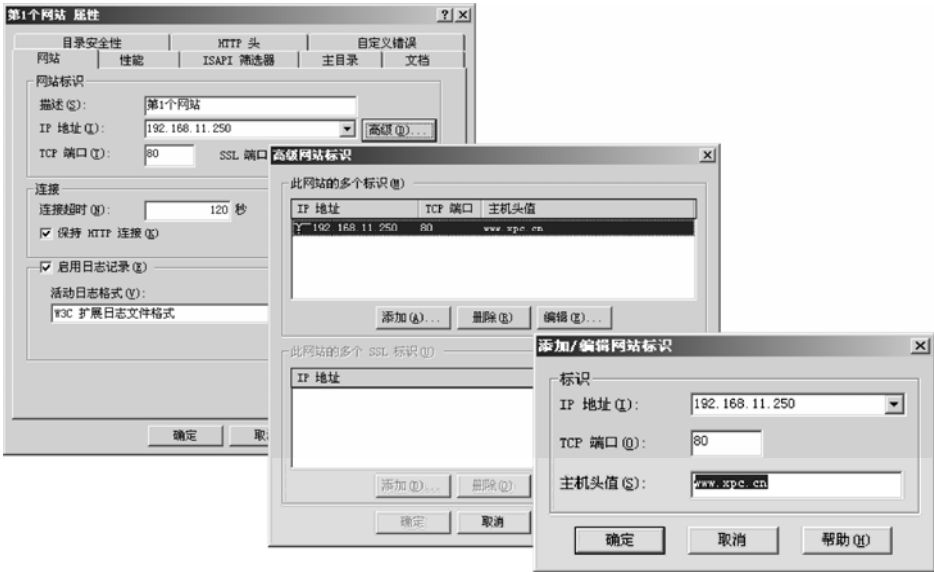 第1个网站 属性
目录安全性 HTTP 头 自定义错误
网站 性能 ISAPI 筛选器 主目录 文档
网站标识
描述(S): 第1个网站
IP 地址(I): 192.168.11.250 高级(D)...
TCP 端口(T): 80 SSL 端口
连接
连接超时(N): 120 秒
保持 HTTP 连接(K)
启用日志记录(E)
活动日志格式(V):
W3C 扩展日志文件格式
确定
高级网站标识
此网站的多个标识(M)
IP 地址 TCP 端口 主机头值
192.168.11.250 80 www.xpc.cn
添加(A)... 删除(R) 编辑(E)...
此网站的多个 SSL 标识(U)
IP 地址
添加(D)... 删除(O)
确定 取消
添加/编辑网站标识
标识
IP 地址(I): 192.168.11.250
TCP 端口(O): 80
主机头值(S): www.xpc.cn
确定 取消 帮助(H)